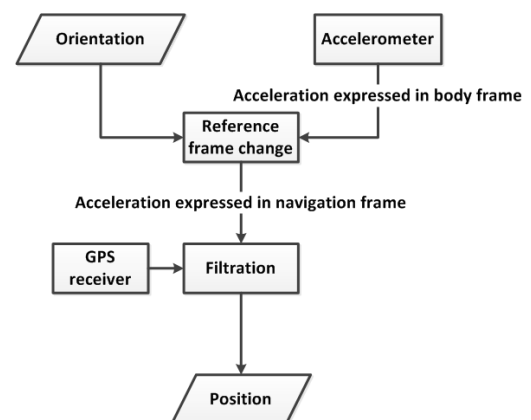 Orientation
Accelerometer
Acceleration expressed in body frame
Reference
frame change
Acceleration expressed in navigation frame
GPS
receiver
Filtration
Position